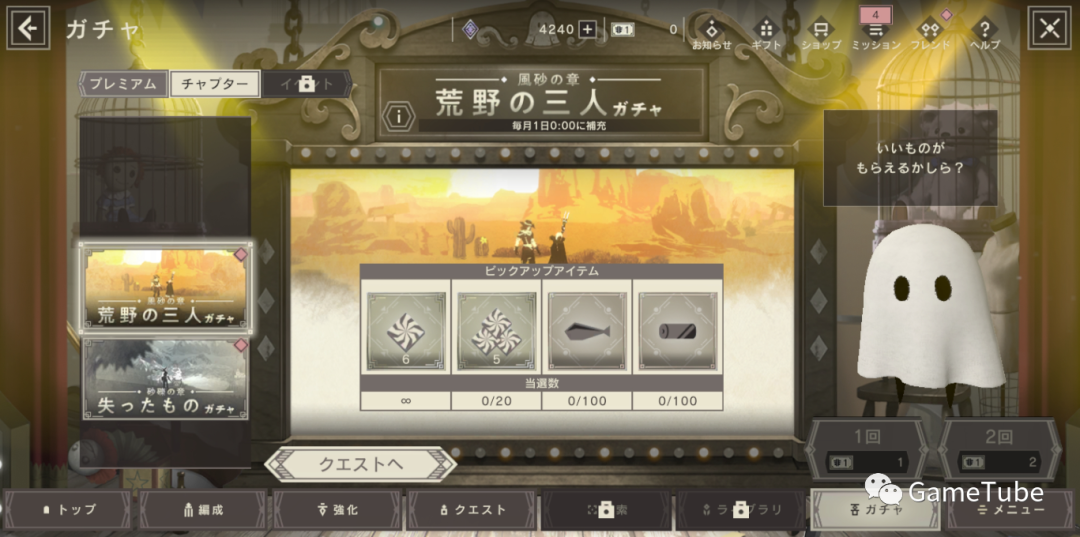 ガチャ
4240
0
お知らせ
ギフト
ショップ
4
ミッション
フレンド
ヘルプ
プレミアム
チャプター
風砂の章
荒野の三人ガチャ
毎月1日0:00に補充
いいものが
もらえるかしら？
風砂の章
荒野の三人ガチャ
砂機の章
失ったものガチャ
ピックアップアイテム
6
5
当選数
∞
0/20
0/100
0/100
クエストへ
1回
1
2回
2
GameTube
トップ
編成
強化
クエスト
ガチャ
メニュー